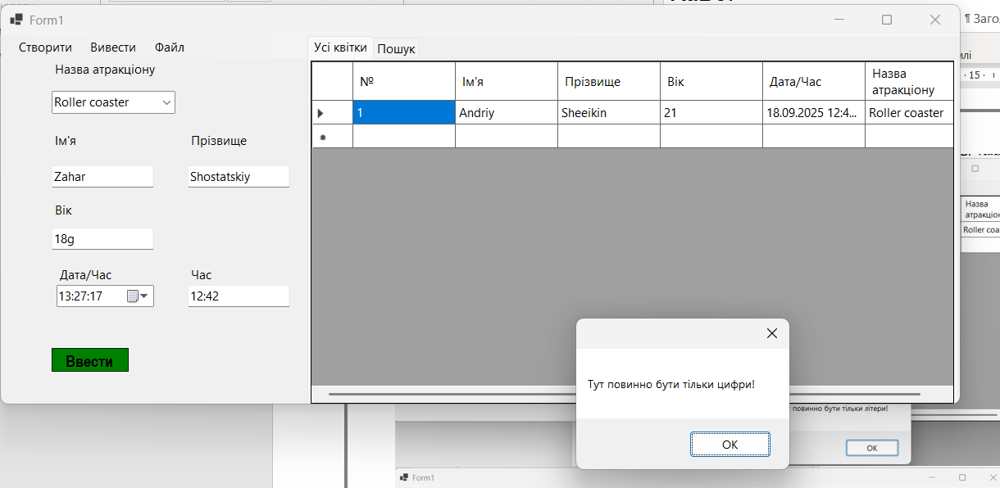 Form1
Створити Вивести Файл
Назва атракціону
Roller coaster
Ім'я Прізвище
Zahar Shostatskiy
Вік
18g
Дата/Час Час
13:27:17 12:42
Ввести
Усі квітки Пошук
№ Ім'я Прізвище Вік Дата/Час Назва атракціону
1 Andriy Sheeikin 21 18.09.2025 12:4... Roller coaster
Тут повинно бути тільки цифри!
OK
¶ Заго
15
Назва
атракціон
Roller coa
повинно бути тільки літери!
OK
Form1